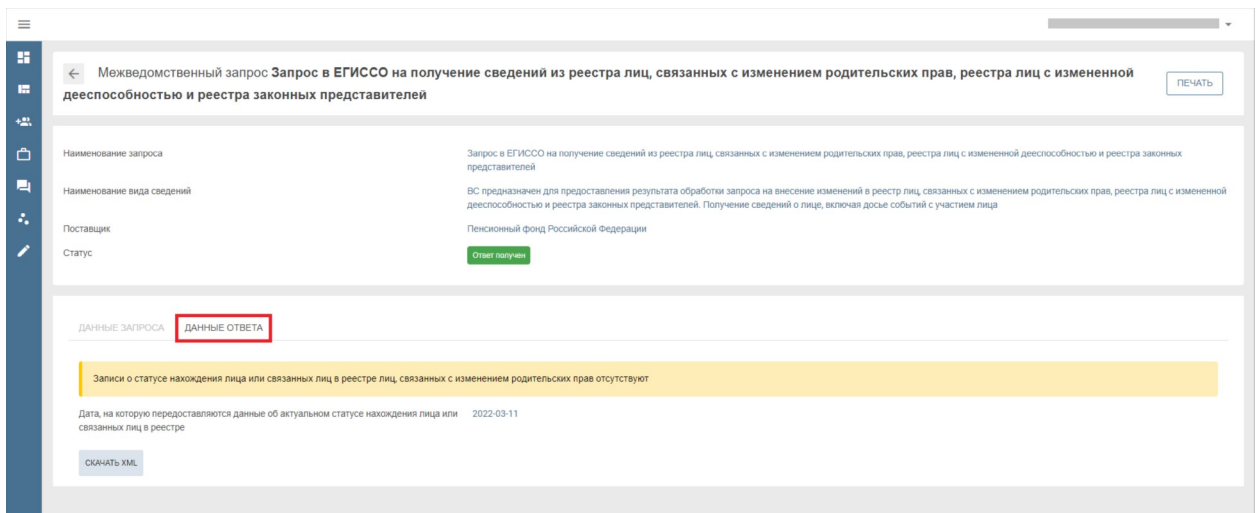 Межведомственный запрос Запрос в ЕГИССО на получение сведений из реестра лиц, связанных с изменением родительских прав, реестра лиц с измененной
дееспособностью и реестра законных представителей
ПЕЧАТЬ
Наименование запроса
Запрос в ЕГИССО на получение сведений из реестра лиц, связанных с изменением родительских прав, реестра лиц с измененной дееспособностью и реестра законных
представителей
Наименование вида сведений
ВС предназначен для предоставления результата обработки запроса на внесение изменений в реестр лиц, связанных с изменением родительских прав, реестра лиц с измененной
дееспособностью и реестра законных представителей. Получение сведений о лице, включая досье событий с участием лица
Поставщик
Пенсионный фонд Российской Федерации
Статус
Ответ получен
ДАННЫЕ ЗАПРОСА
ДАННЫЕ ОТВЕТА
Записи о статусе нахождения лица или связанных лиц в реестре лиц, связанных с изменением родительских прав отсутствуют
Дата, на которую передоставляются данные об актуальном статусе нахождения лица или
связанных лиц в реестре
2022-03-11
СКАЧАТЬ XML